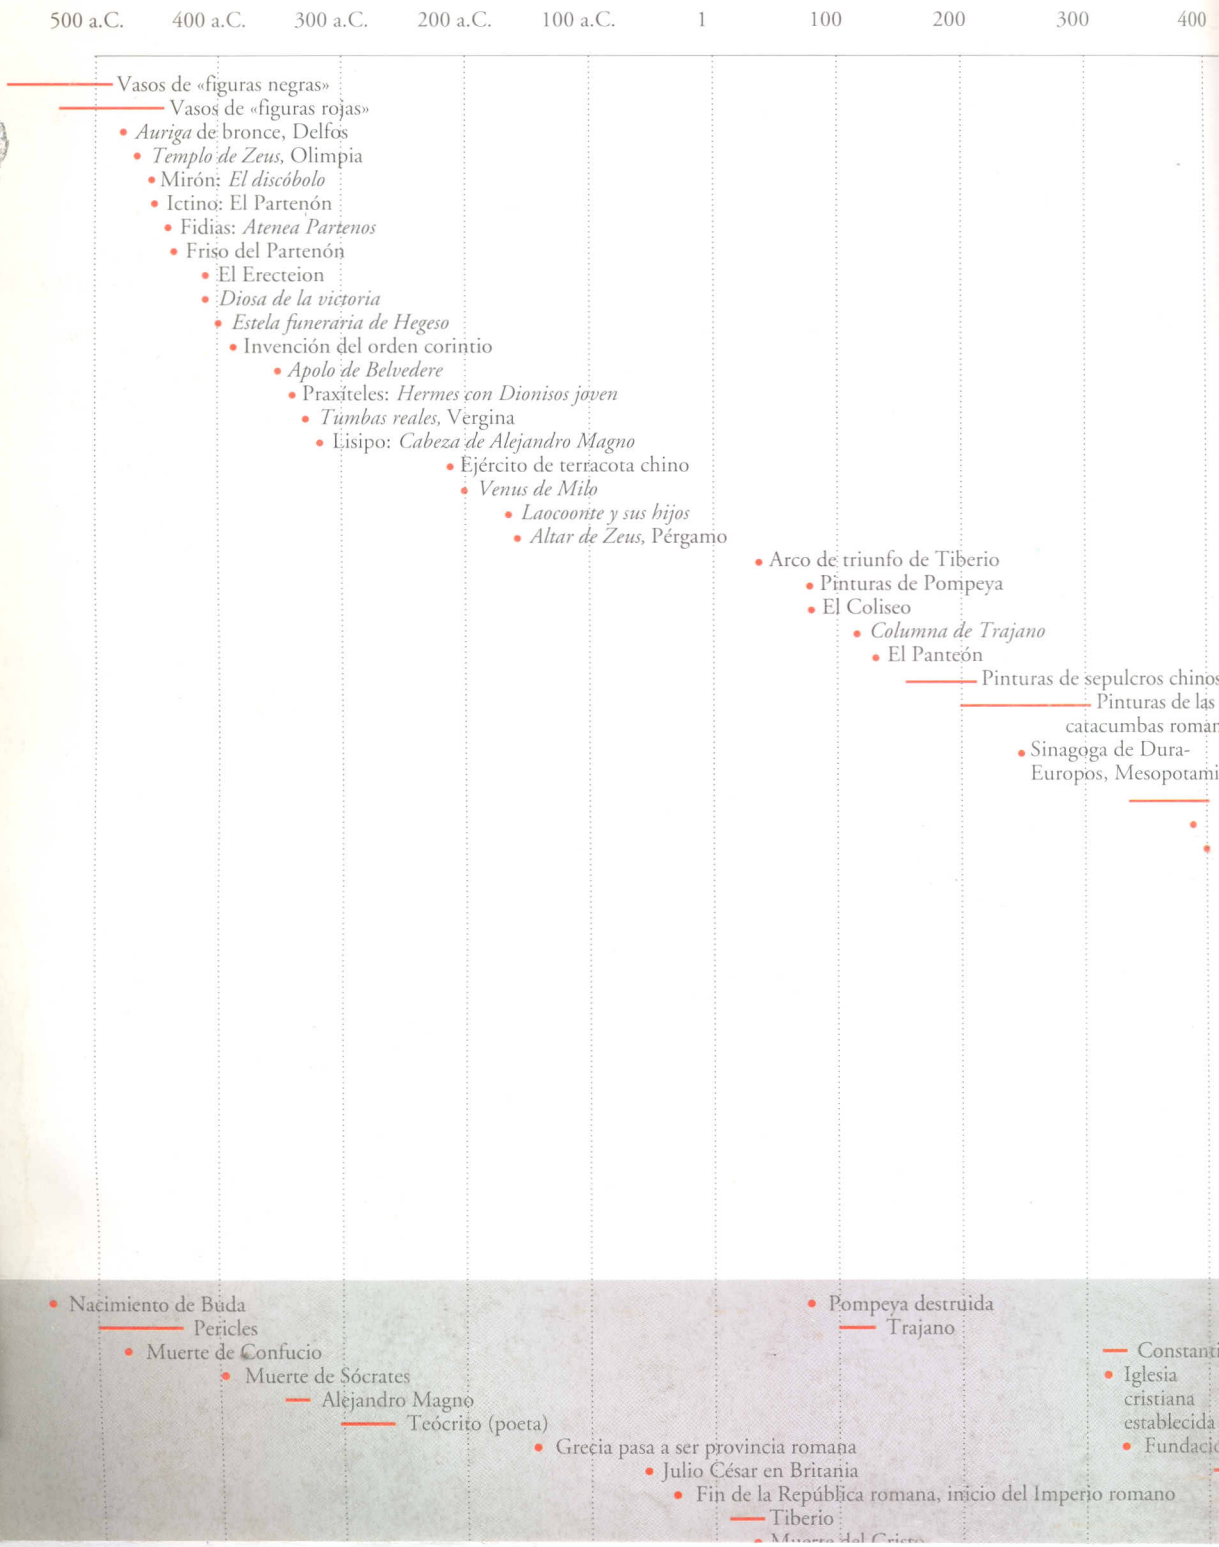 500 a.C. 400 a.C. 300 a.C. 200 a.C. 100 a.C. 1 100 200 300 400
Vasos de «figuras negras»
Vasos de «figuras rojas»
Auriga de bronce, Delfos
Templo de Zeus, Olimpia
Mirón: El discóbolo
Ictino: El Partenón
Fidias: Atenea Partenos
Friso del Partenón
El Erecteion
Diosa de la victoria
Estela funeraria de Hegeso
Invención del orden corintio
Apolo de Belvedere
Praxíteles: Hermes con Dionisos joven
Tumbas reales, Vergina
Lisipo: Cabeza de Alejandro Magno
Ejército de terracota chino
Venus de Milo
Laocoonte y sus hijos
Altar de Zeus, Pérgamo
Arco de triunfo de Tiberio
Pinturas de Pompeya
El Coliseo
Columna de Trajano
El Panteón
Pinturas de sepulcros chinos
Pinturas de las
catacumbas roman
Sinagoga de Dura-
Europos, Mesopotami
Nacimiento de Buda
Pericles
Muerte de Confucio
Muerte de Sócrates
Alejandro Magno
Teócrito (poeta)
Grecia pasa a ser provincia romana
Julio César en Britania
Fin de la República romana, inicio del Imperio romano
Tiberio
Muerte del Cristo
Pompeya destruida
Trajano
Constanti
Iglesia
cristiana
establecida
Fundació